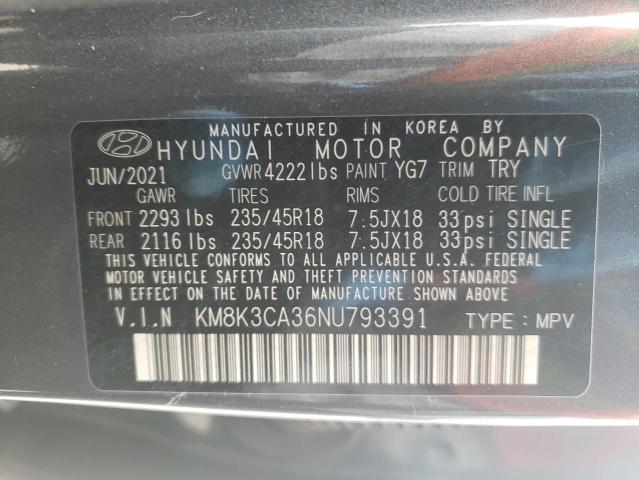 MANUFACTURED IN KOREA BY
HYUNDAI MOTOR COMPANY
JUN/2021 GVWR 4222lbs PAINT YG7 TRIM TRY
GAWR TIRES RIMS COLD TIRE INFL
FRONT 2293 lbs 235/45R18 7.5JX18 33psi SINGLE
REAR 2116 lbs 235/45R18 7.5JX18 33psi SINGLE
THIS VEHICLE CONFORMS TO ALL APPLICABLE U.S.A. FEDERAL
MOTOR VEHICLE SAFETY AND THEFT PREVENTION STANDARDS
IN EFFECT ON THE DATE OF MANUFACTURE SHOWN ABOVE.
V.I.N KM8K3CA36NU793391 TYPE : MPV